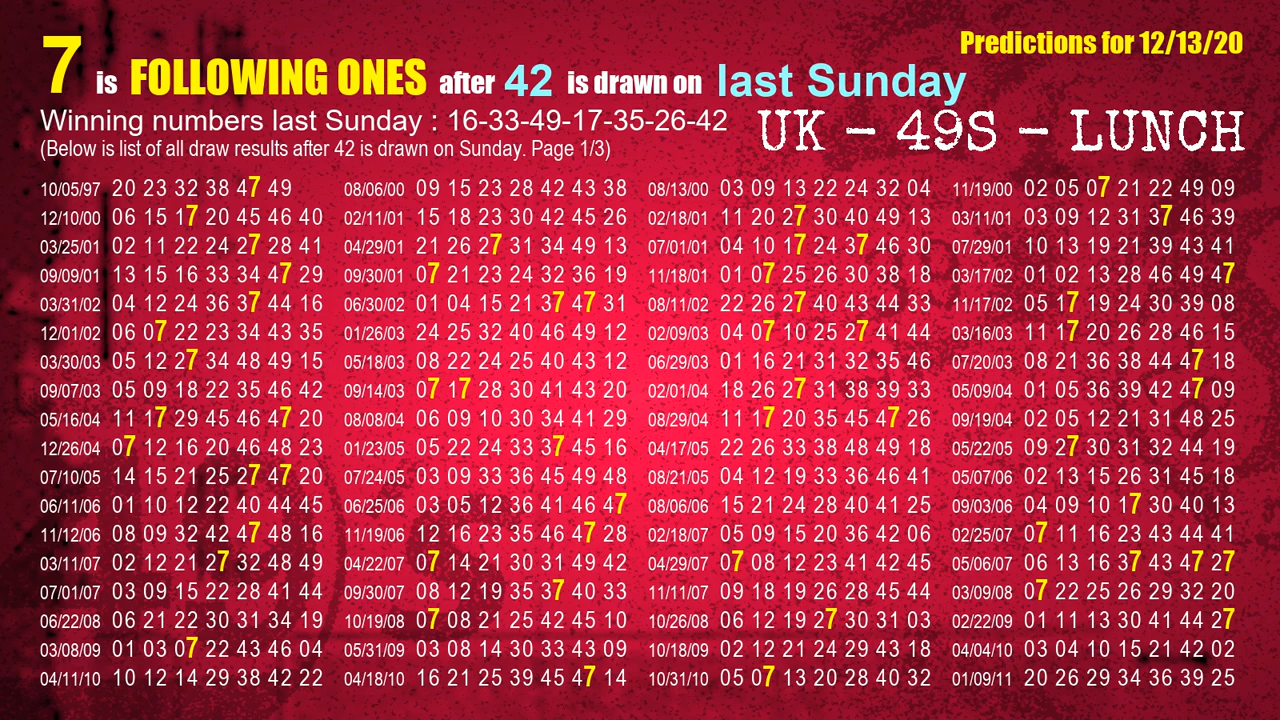 Predictions for 12/13/20
7 is FOLLOWING ONES after 42 is drawn on last Sunday
Winning numbers last Sunday : 16-33-49-17-35-26-42
UK - 49S - LUNCH
(Below is list of all draw results after 42 is drawn on Sunday. Page 1/3)
10/05/97 20 23 32 38 47 49 08/06/00 09 15 23 28 42 43 38 08/13/00 03 09 13 22 24 32 04 11/19/00 02 05 07 21 22 49 09
12/10/00 06 15 17 20 45 46 40 02/11/01 15 18 23 30 42 45 26 02/18/01 11 20 27 30 40 49 13 03/11/01 03 09 12 31 37 46 39
03/25/01 02 11 22 24 27 28 41 04/29/01 21 26 27 31 34 49 13 07/01/01 04 10 17 24 37 46 30 07/29/01 10 13 19 21 39 43 41
09/09/01 13 15 16 33 34 47 29 09/30/01 07 21 23 24 32 36 19 11/18/01 01 07 25 26 30 38 18 03/17/02 01 02 13 28 46 49 47
03/31/02 04 12 24 36 37 44 16 06/30/02 01 04 15 21 37 47 31 08/11/02 22 26 27 40 43 44 33 11/17/02 05 17 19 24 30 39 08
12/01/02 06 07 22 23 34 43 35 01/26/03 24 25 32 40 46 49 12 02/09/03 04 07 10 25 27 41 44 03/16/03 11 17 20 26 28 46 15
03/30/03 05 12 27 34 48 49 15 05/18/03 08 22 24 25 40 43 12 06/29/03 01 16 21 31 32 35 46 07/20/03 08 21 36 38 44 47 18
09/07/03 05 09 18 22 35 46 42 09/14/03 07 17 28 30 41 43 20 02/01/04 18 26 27 31 38 39 33 05/09/04 01 05 36 39 42 47 09
05/16/04 11 17 29 45 46 47 20 08/08/04 06 09 10 30 34 41 29 08/29/04 11 17 20 35 45 47 26 09/19/04 02 05 12 21 31 48 25
12/26/04 07 12 16 20 46 48 23 01/23/05 05 22 24 33 37 45 16 04/17/05 22 26 33 38 48 49 18 05/22/05 09 27 30 31 32 44 19
07/10/05 14 15 21 25 27 47 20 07/24/05 03 09 33 36 45 49 48 08/21/05 04 12 19 33 36 46 41 05/07/06 02 13 15 26 31 45 18
06/11/06 01 10 12 22 40 44 45 06/25/06 03 05 12 36 41 46 47 08/06/06 15 21 24 28 40 41 25 09/03/06 04 09 10 17 30 40 13
11/12/06 08 09 32 42 47 48 16 11/19/06 12 16 23 35 46 47 28 02/04/07 05 09 15 20 36 42 06 02/25/07 07 11 16 23 43 44 41
03/11/07 02 12 21 27 32 48 49 04/22/07 07 14 21 30 31 49 42 04/29/07 07 08 12 23 41 42 45 05/06/07 06 13 16 37 43 47 27
07/01/07 03 09 15 22 28 41 44 09/30/07 08 12 19 35 37 40 33 11/11/07 09 18 19 26 28 45 44 03/09/08 07 22 25 26 29 32 20
06/22/08 06 21 22 30 31 34 19 10/19/08 07 08 21 25 42 45 10 10/26/08 06 12 19 27 30 31 03 02/22/09 01 11 13 30 41 44 27
03/08/09 01 03 07 22 43 46 04 05/31/09 03 08 14 30 33 43 09 10/18/09 02 12 21 24 29 43 18 04/04/10 03 04 10 15 21 42 02
04/11/10 10 12 14 29 38 42 22 04/18/10 16 21 25 39 45 47 14 10/31/10 05 07 13 20 28 40 32 01/09/11 20 26 29 34 36 39 25